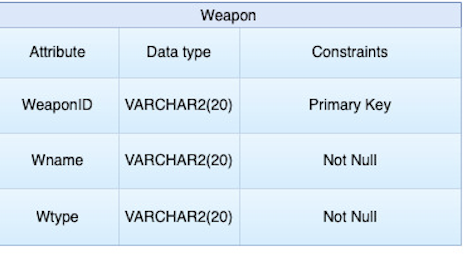 Weapon
Attribute Data type Constraints
WeaponID VARCHAR2(20) Primary Key
Wname VARCHAR2(20) Not Null
Wtype VARCHAR2(20) Not Null